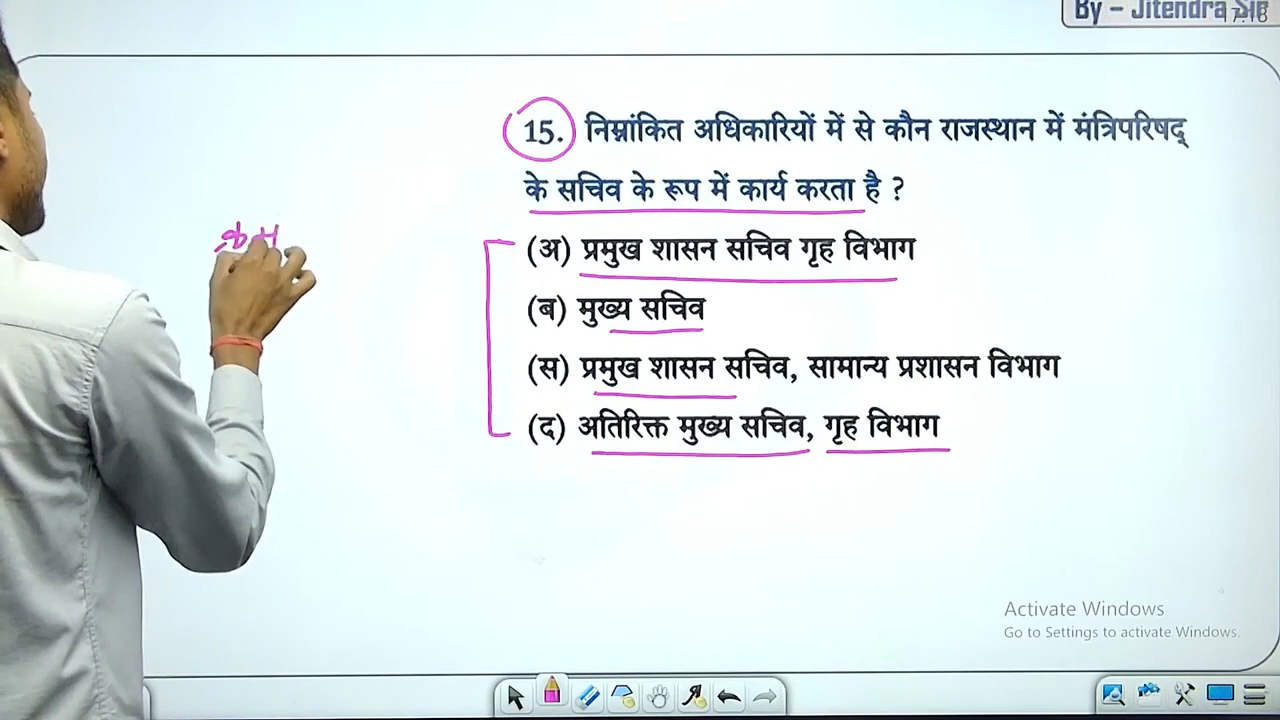 By – Jitendra Sir
15. निम्नांकित अधिकारियों में से कौन राजस्थान में मंत्रिपरिषद्
के सचिव के रूप में कार्य करता है ?
(अ) प्रमुख शासन सचिव गृह विभाग
(ब) मुख्य सचिव
(स) प्रमुख शासन सचिव, सामान्य प्रशासन विभाग
(द) अतिरिक्त मुख्य सचिव, गृह विभाग
Activate Windows
Go to Settings to activate Windows.